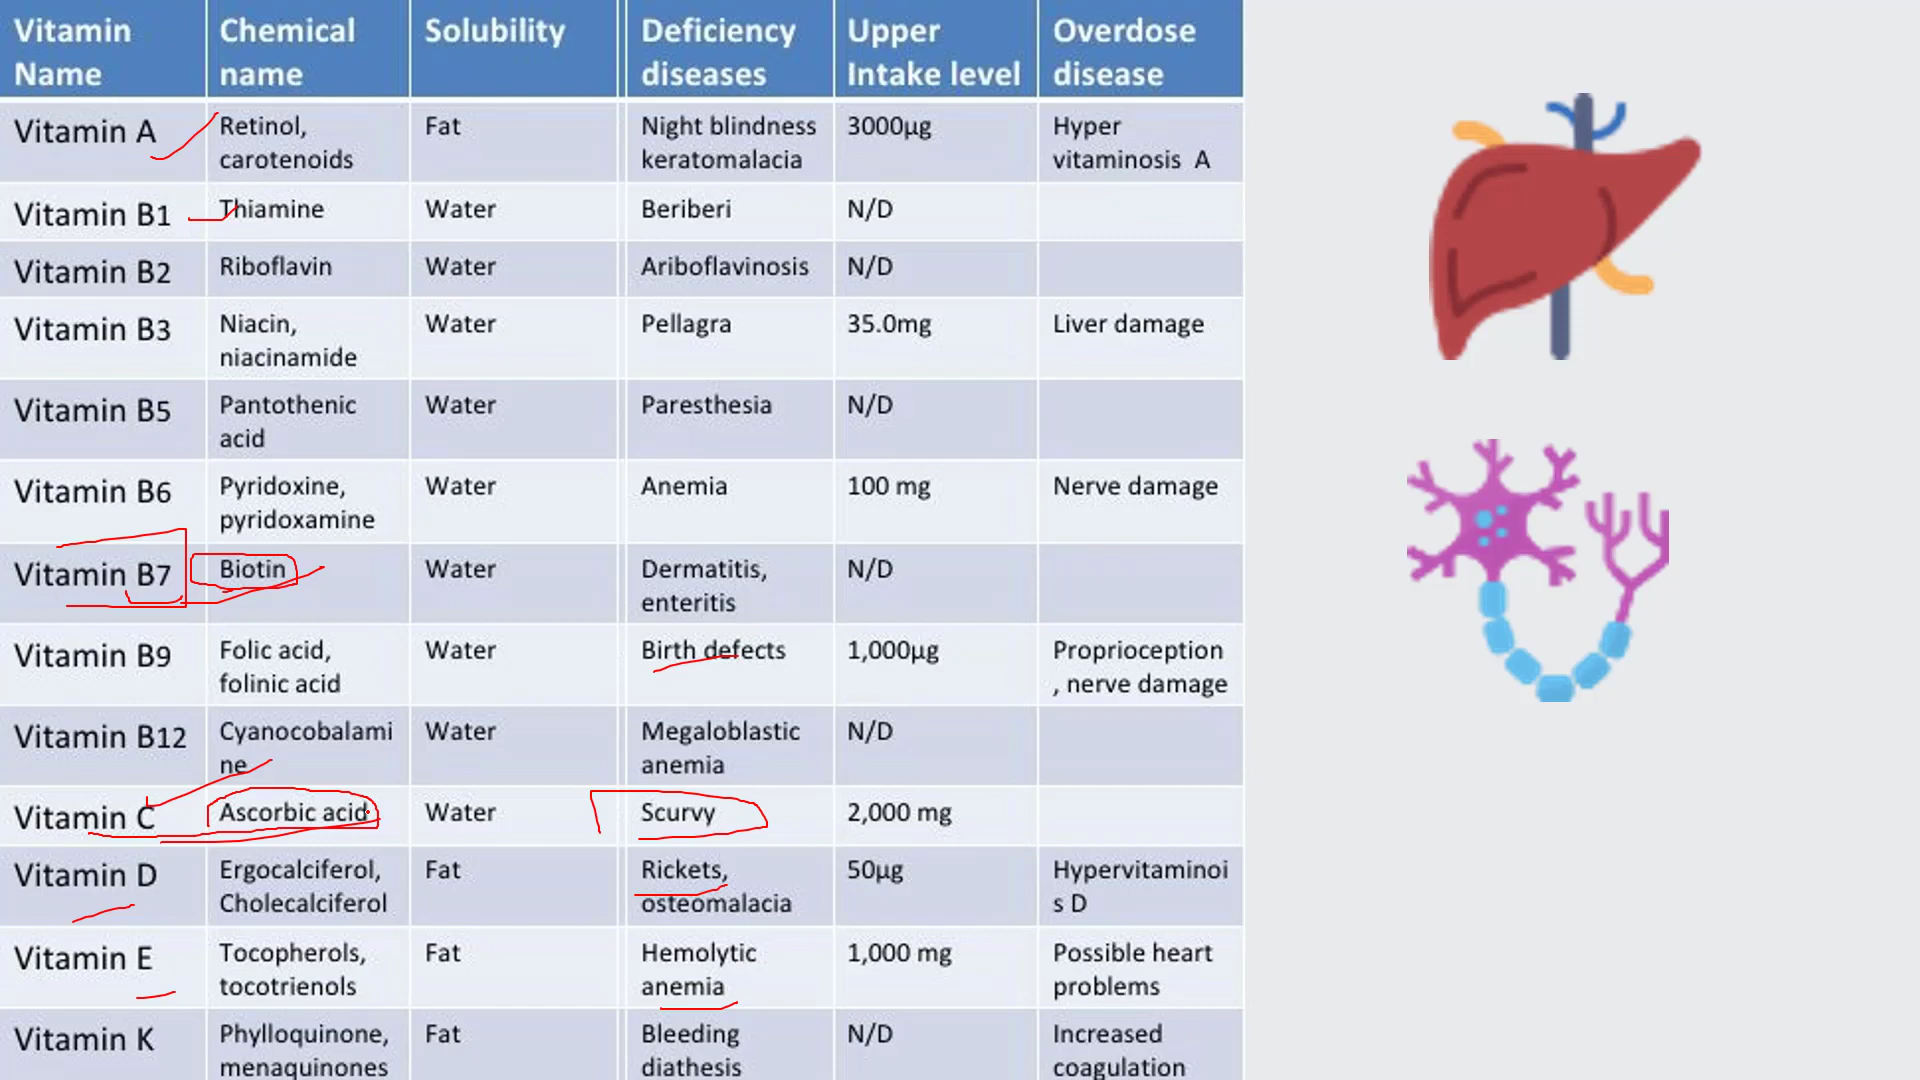 Vitamin Name
Chemical name
Solubility
Deficiency diseases
Upper Intake level
Overdose disease
Vitamin A
Retinol, carotenoids
Fat
Night blindness keratomalacia
3000µg
Hyper vitaminosis A
Vitamin B1
Thiamine
Water
Beriberi
N/D
Vitamin B2
Riboflavin
Water
Ariboflavinosis
N/D
Vitamin B3
Niacin, niacinamide
Water
Pellagra
35.0mg
Liver damage
Vitamin B5
Pantothenic acid
Water
Paresthesia
N/D
Vitamin B6
Pyridoxine, pyridoxamine
Water
Anemia
100 mg
Nerve damage
Vitamin B7
Biotin
Water
Dermatitis, enteritis
N/D
Vitamin B9
Folic acid, folinic acid
Water
Birth defects
1,000µg
Proprioception , nerve damage
Vitamin B12
Cyanocobalami ne
Water
Megaloblastic anemia
N/D
Vitamin C
Ascorbic acid
Water
Scurvy
2,000 mg
Vitamin D
Ergocalciferol, Cholecalciferol
Fat
Rickets, osteomalacia
50µg
Hypervitaminoi s D
Vitamin E
Tocopherols, tocotrienols
Fat
Hemolytic anemia
1,000 mg
Possible heart problems
Vitamin K
Phylloquinone, menaquinones
Fat
Bleeding diathesis
N/D
Increased coagulation